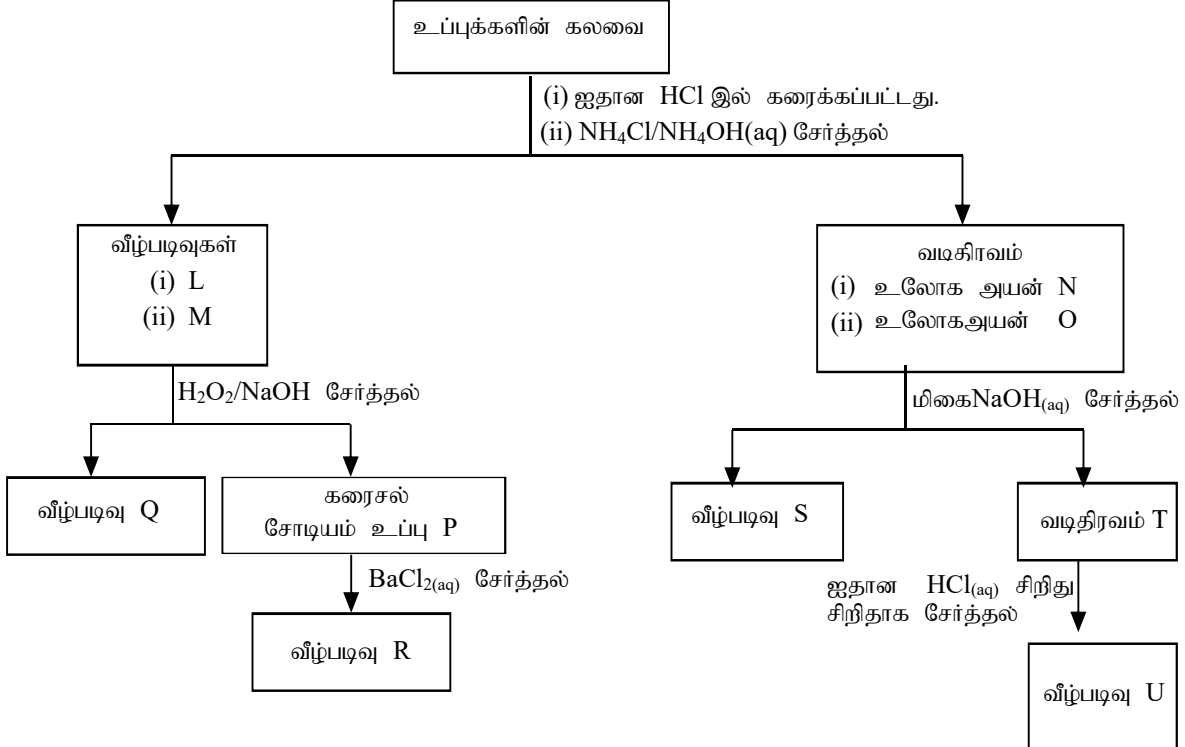 உப்புக்களின் கலவை
(i) ஐதான HCl இல் கரைக்கப்பட்டது.
(ii) NH₄Cl/NH₄OH(aq) சேர்த்தல்
வீழ்படிவுகள்
(i) L
(ii) M
வடிதிரவம்
(i) உலோக அயன் N
(ii) உலோகஅயன் O
H₂O₂/NaOH சேர்த்தல்
மிகைNaOH₍aq₎ சேர்த்தல்
வீழ்படிவு Q
கரைசல்
சோடியம் உப்பு P
வீழ்படிவு S
வடிதிரவம் T
BaCl₂₍aq₎ சேர்த்தல்
ஐதான HCl₍aq₎ சிறிது
சிறிதாக சேர்த்தல்
வீழ்படிவு R
வீழ்படிவு U